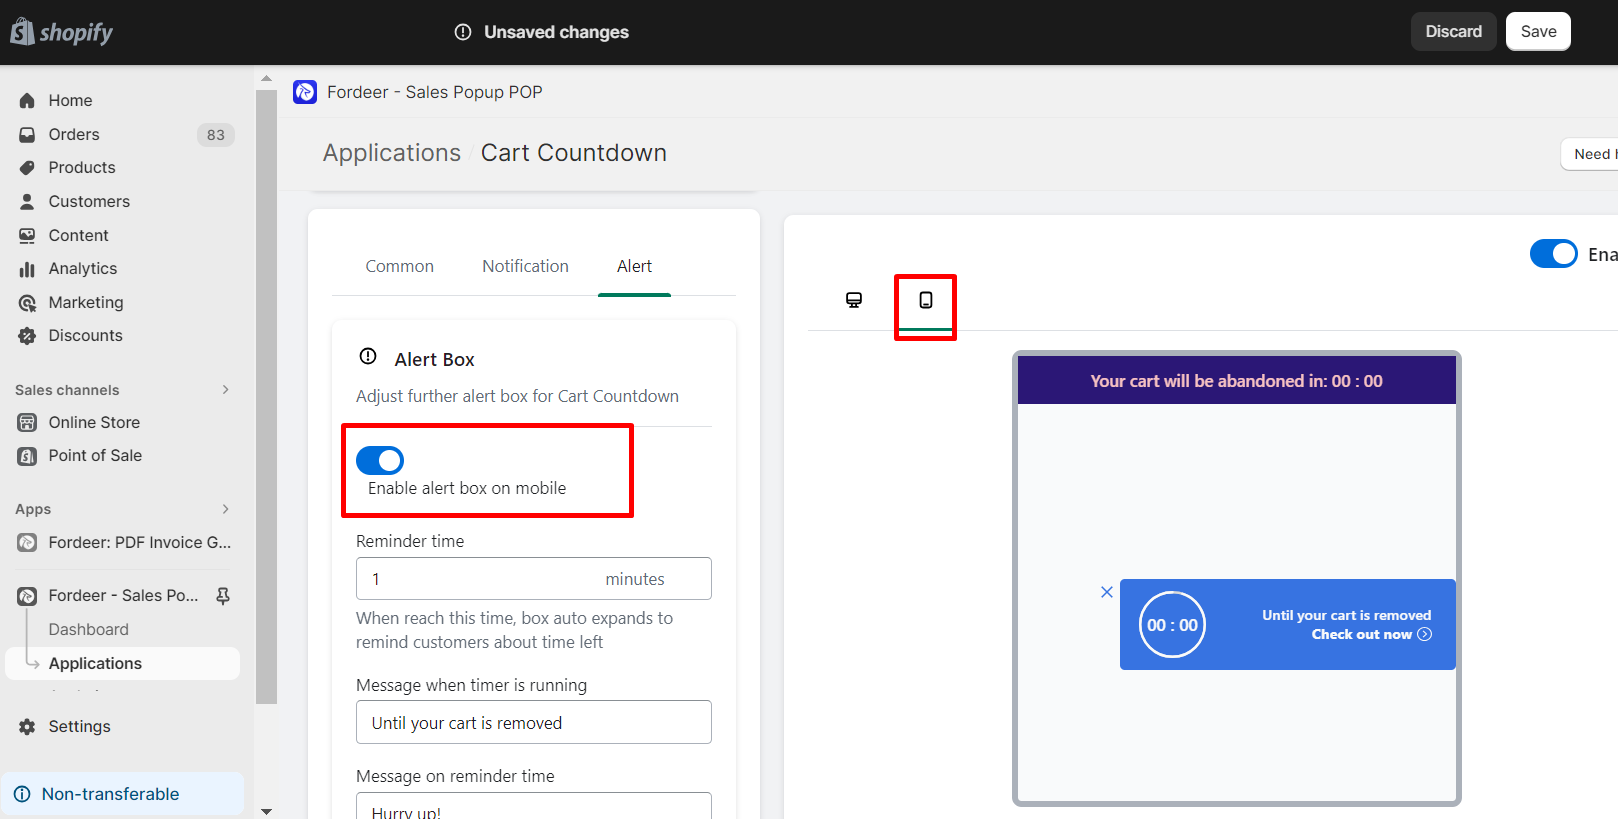 shopify
Unsaved changes
Discard
Save
Home
Orders 83
Products
Customers
Content
Analytics
Marketing
Discounts
Sales channels
Online Store
Point of Sale
Apps
Fordeer: PDF Invoice G...
Fordeer - Sales Po...
Dashboard
Applications
Settings
Non-transferable
Fordeer - Sales Popup POP
Applications / Cart Countdown
Need
Common Notification Alert
Alert Box
Adjust further alert box for Cart Countdown
Enable alert box on mobile
Reminder time
1 minutes
When reach this time, box auto expands to
remind customers about time left
Message when timer is running
Until your cart is removed
Message on reminder time
Hurry up!
Ena
Your cart will be abandoned in: 00 : 00
00 : 00
Until your cart is removed
Check out now